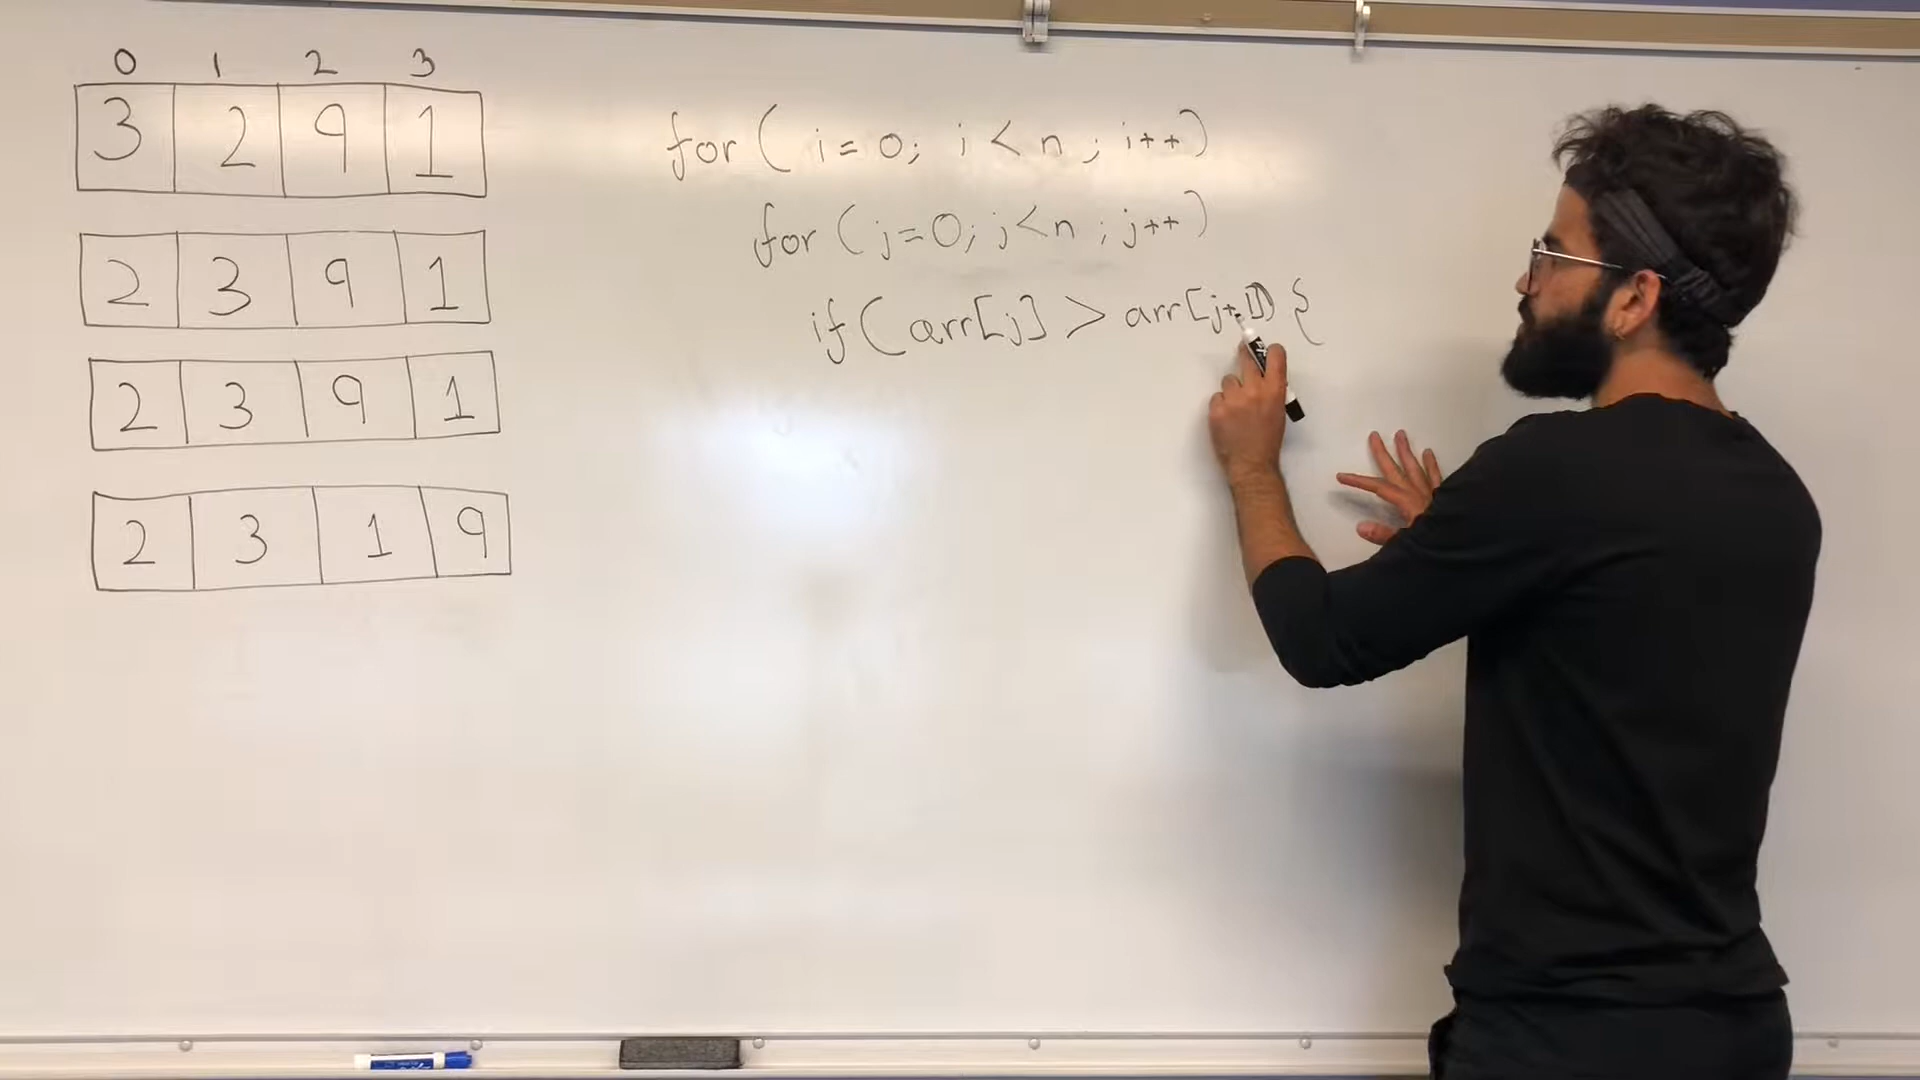 0 1 2 3
3 2 9 1
2 3 9 1
2 3 9 1
2 3 1 9
for ( i = 0; i < n ; i++)
for ( j=0; j<n ; j++)
if ( arr[j] > arr[j+1]) {